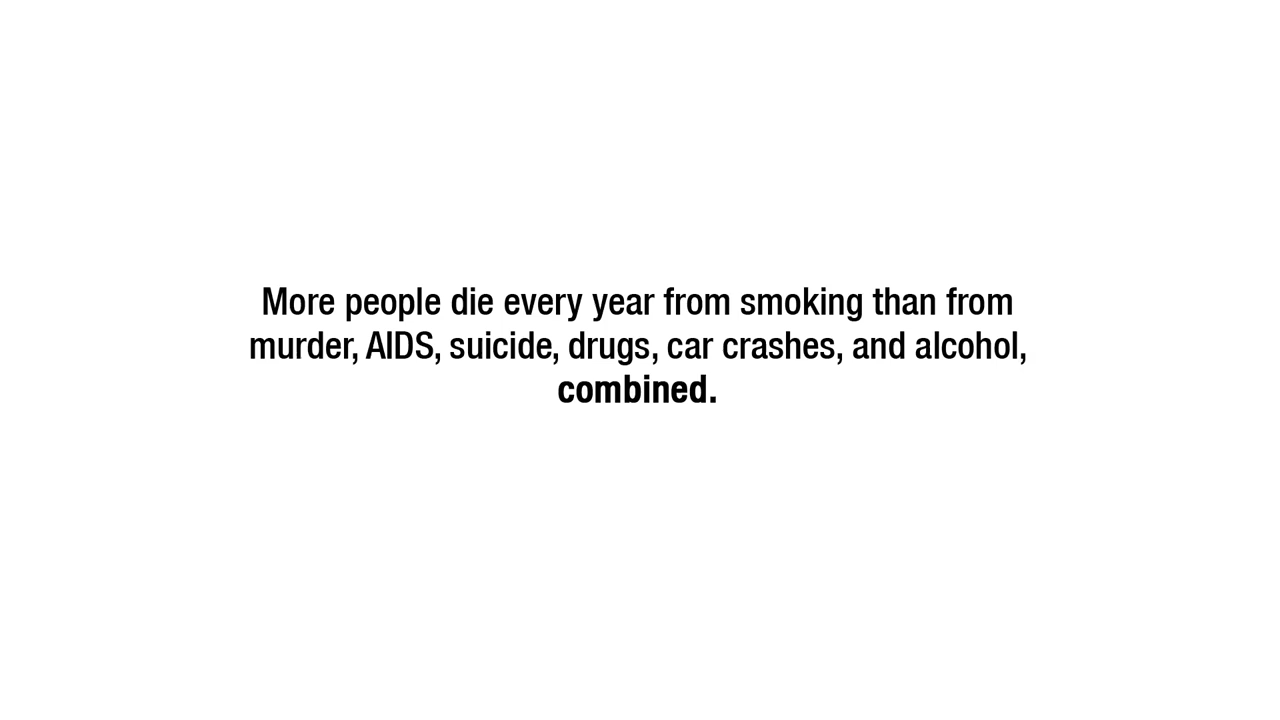 More people die every year from smoking than from
murder, AIDS, suicide, drugs, car crashes, and alcohol,
combined.